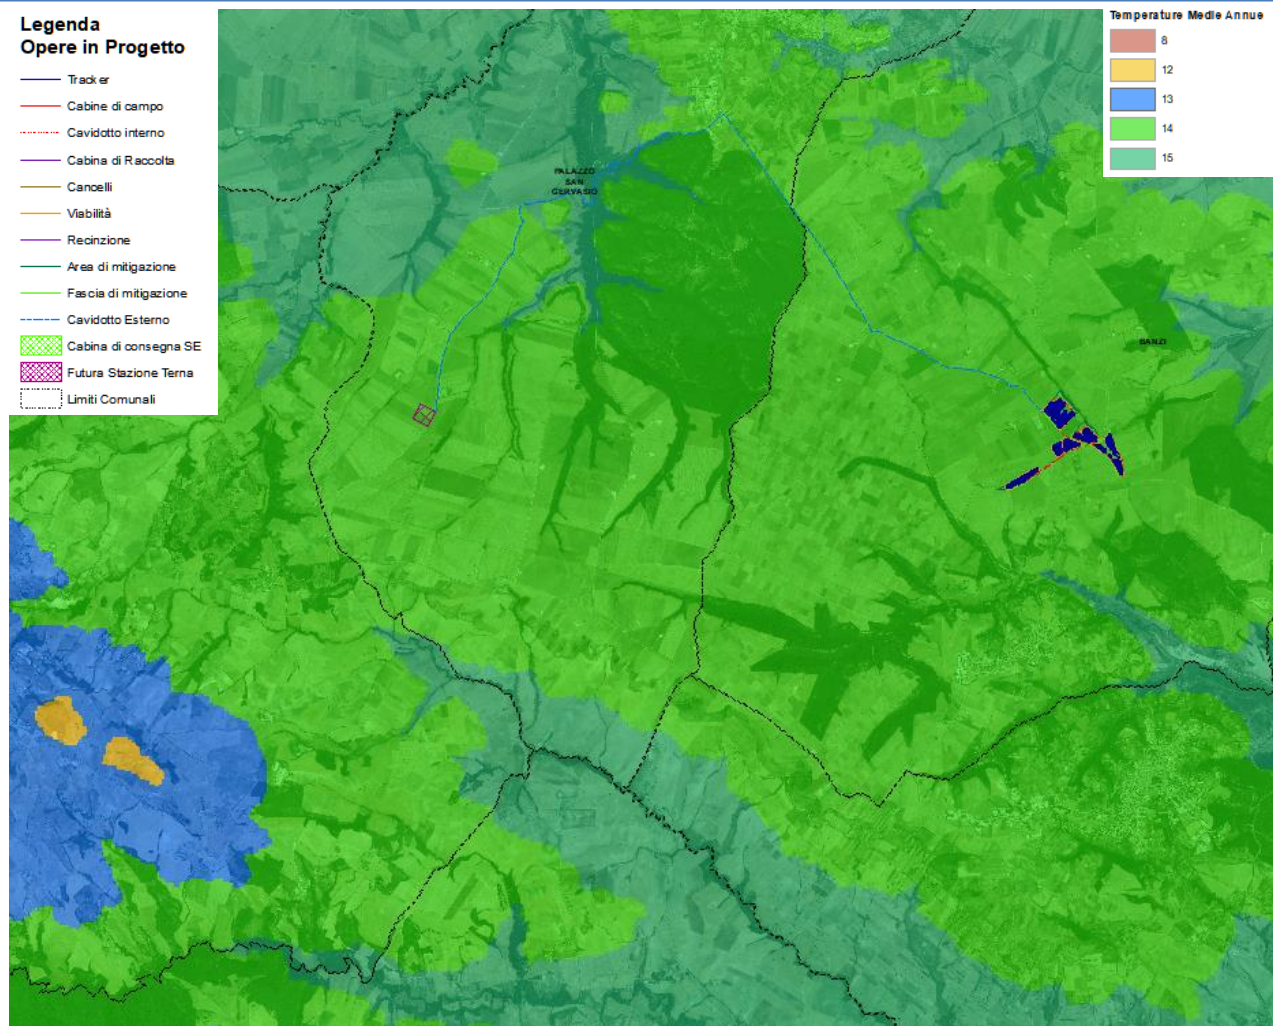 Legenda
Opere in Progetto
Tracker
Cabine di campo
Cavidotto interno
Cabina di Raccolta
Cancelli
Viabilità
Recinzione
Area di mitigazione
Fascia di mitigazione
Cavidotto Esterno
Cabina di consegna SE
Futura Stazione Terna
Limiti Comunali
Temperature Medie Annue
8
12
13
14
15
PALAZZO
SAN
GERVASIO
BANZI